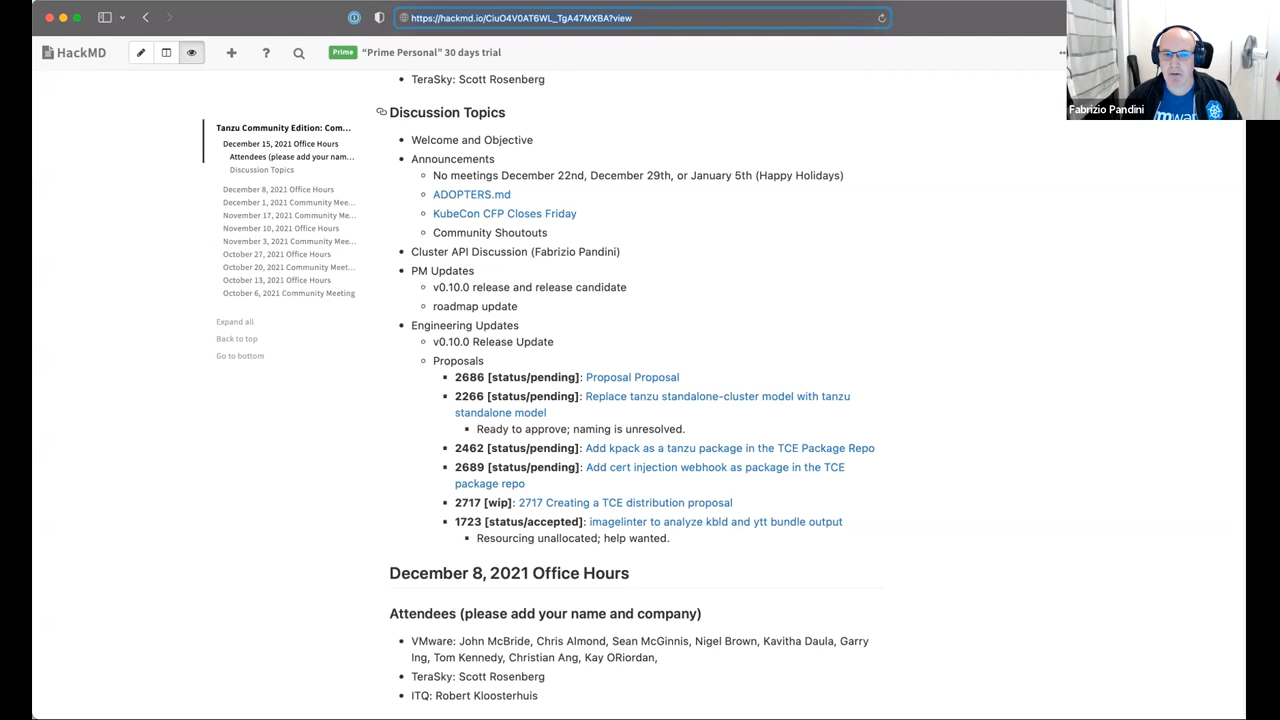 https://hackmd.io/CiuO4V0AT6WL_TgA47MXBA?view
HackMD
Prime
“Prime Personal” 30 days trial
Fabrizio Pandini
Tanzu Community Edition: Com...
December 15, 2021 Office Hours
Attendees (please add your nam...
Discussion Topics
December 8, 2021 Office Hours
December 1, 2021 Community Mee...
November 17, 2021 Community Me...
November 10, 2021 Office Hours
November 3, 2021 Community Mee...
October 27, 2021 Office Hours
October 20, 2021 Community Meet...
October 13, 2021 Office Hours
October 6, 2021 Community Meeting
Expand all
Back to top
Go to bottom
TeraSky: Scott Rosenberg
Discussion Topics
Welcome and Objective
Announcements
No meetings December 22nd, December 29th, or January 5th (Happy Holidays)
ADOPTERS.md
KubeCon CFP Closes Friday
Community Shoutouts
Cluster API Discussion (Fabrizio Pandini)
PM Updates
v0.10.0 release and release candidate
roadmap update
Engineering Updates
v0.10.0 Release Update
Proposals
2686 [status/pending]: Proposal Proposal
2266 [status/pending]: Replace tanzu standalone-cluster model with tanzu
standalone model
Ready to approve; naming is unresolved.
2462 [status/pending]: Add kpack as a tanzu package in the TCE Package Repo
2689 [status/pending]: Add cert injection webhook as package in the TCE
package repo
2717 [wip]: 2717 Creating a TCE distribution proposal
1723 [status/accepted]: imagelinter to analyze kbld and ytt bundle output
Resourcing unallocated; help wanted.
December 8, 2021 Office Hours
Attendees (please add your name and company)
VMware: John McBride, Chris Almond, Sean McGinnis, Nigel Brown, Kavitha Daula, Garry
Ing, Tom Kennedy, Christian Ang, Kay ORiordan,
TeraSky: Scott Rosenberg
ITQ: Robert Kloosterhuis